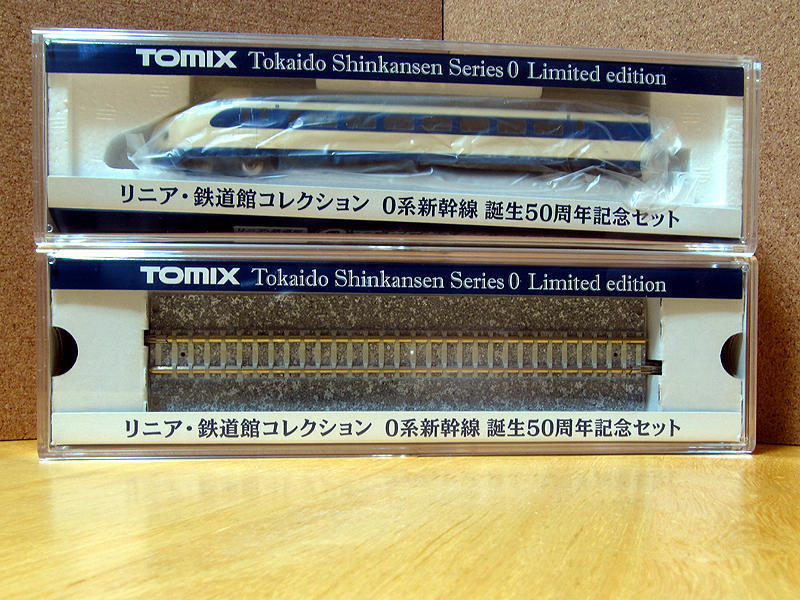 TOMIX Tokaido Shinkansen Series 0 Limited edition
リニア・鉄道館コレクション 0系新幹線 誕生50周年記念セット
TOMIX Tokaido Shinkansen Series 0 Limited edition
リニア・鉄道館コレクション 0系新幹線 誕生50周年記念セット